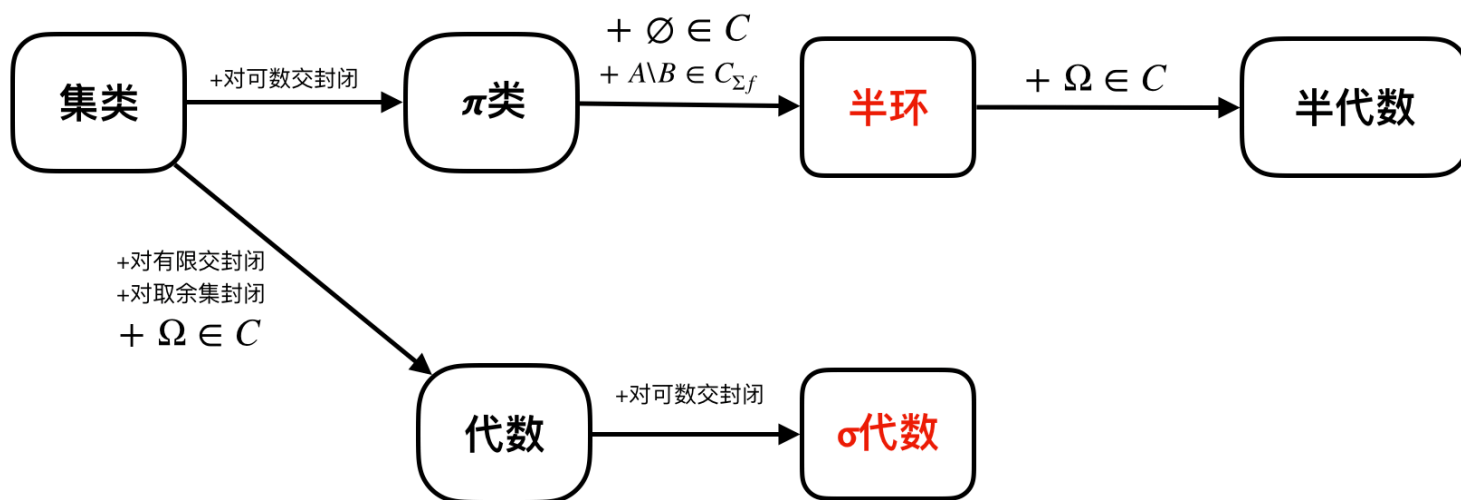 集类
+对可数交封闭
π类
+ ∅ ∈ C
+ A\B ∈ C_{Σf}
半环
+ Ω ∈ C
半代数
+对有限交封闭
+对取余集封闭
+ Ω ∈ C
代数
+对可数交封闭
σ代数